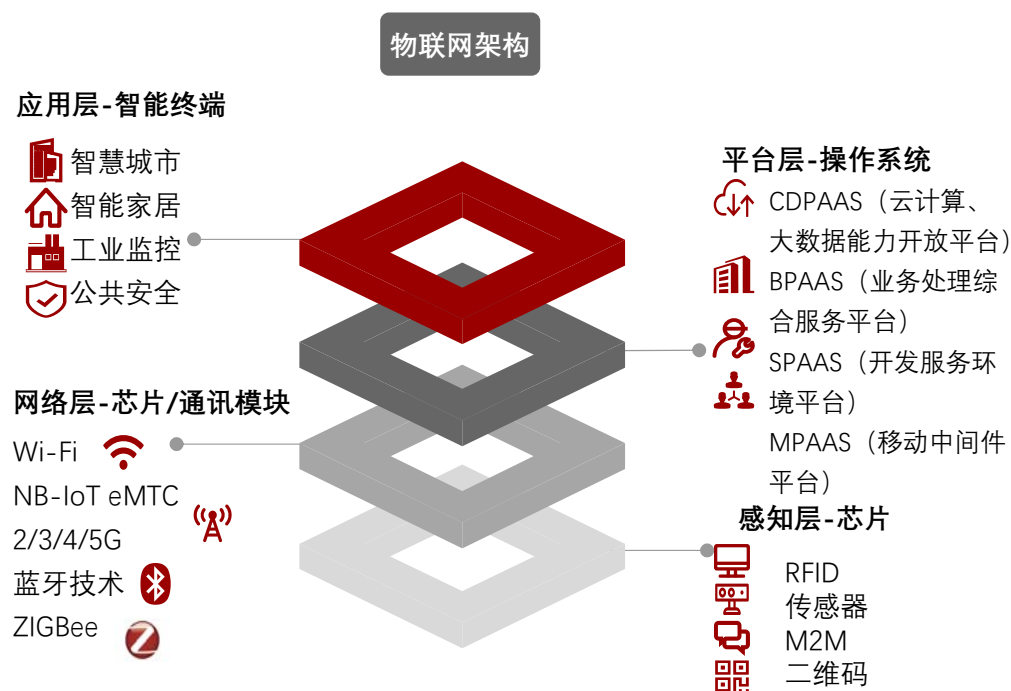 物联网架构
应用层-智能终端
智慧城市
智能家居
工业监控
公共安全
平台层-操作系统
CDPAAS（云计算、
大数据能力开放平台）
BPAAS（业务处理综
合服务平台）
SPAAS（开发服务环
境平台）
MPAAS（移动中间件
平台）
网络层-芯片/通讯模块
Wi-Fi
NB-IoT eMTC
2/3/4/5G
蓝牙技术
ZIGBee
感知层-芯片
RFID
传感器
M2M
二维码